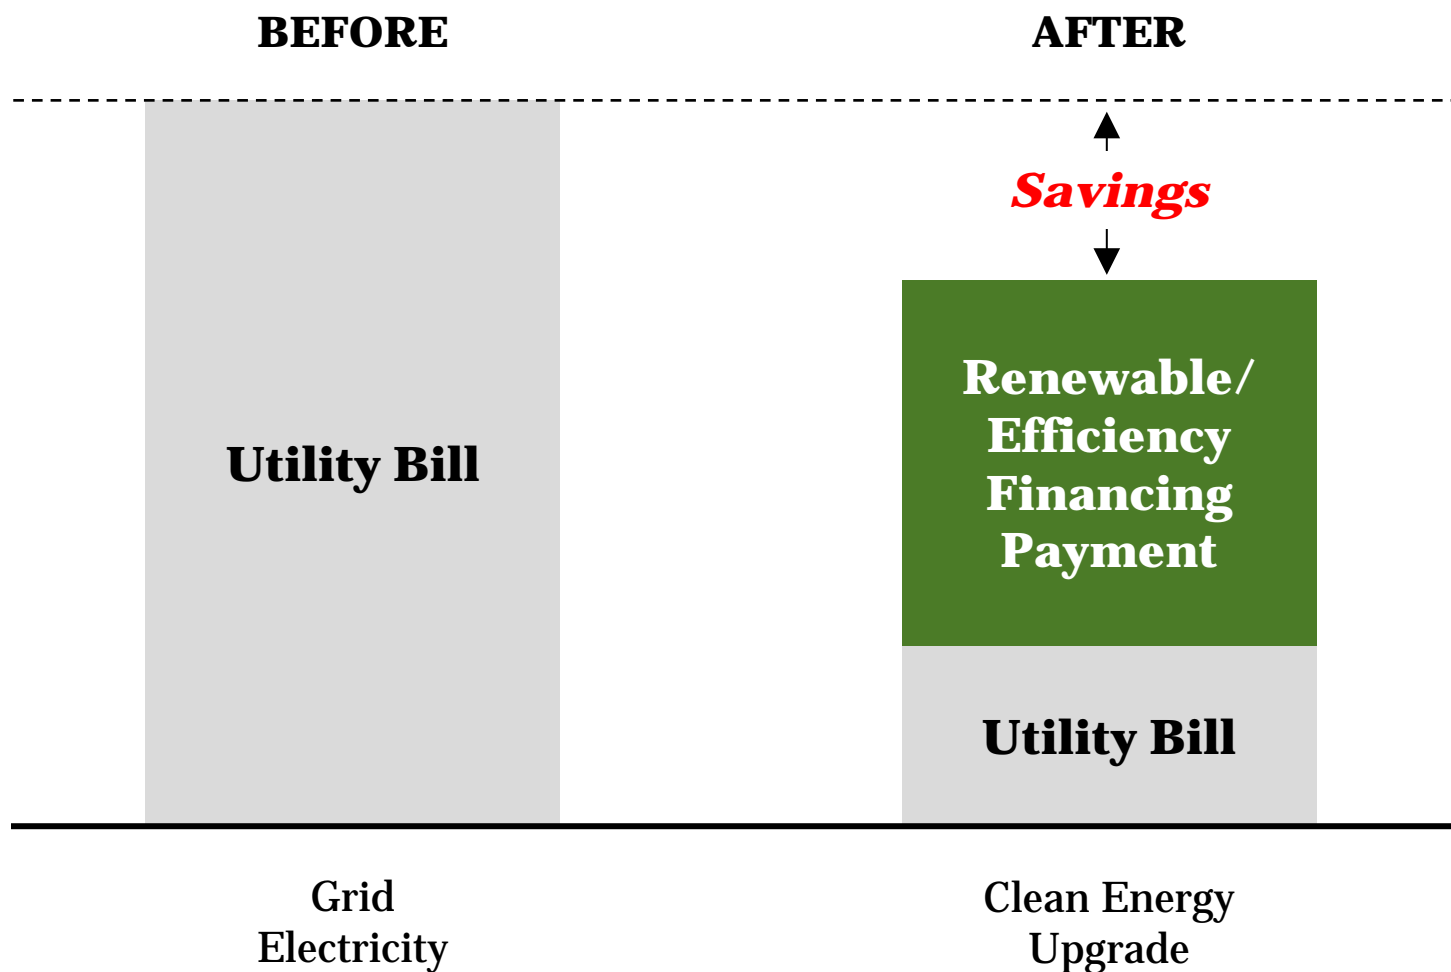 BEFORE
AFTER
Savings
Renewable/
Efficiency
Financing
Payment
Utility Bill
Utility Bill
Grid
Electricity
Clean Energy
Upgrade